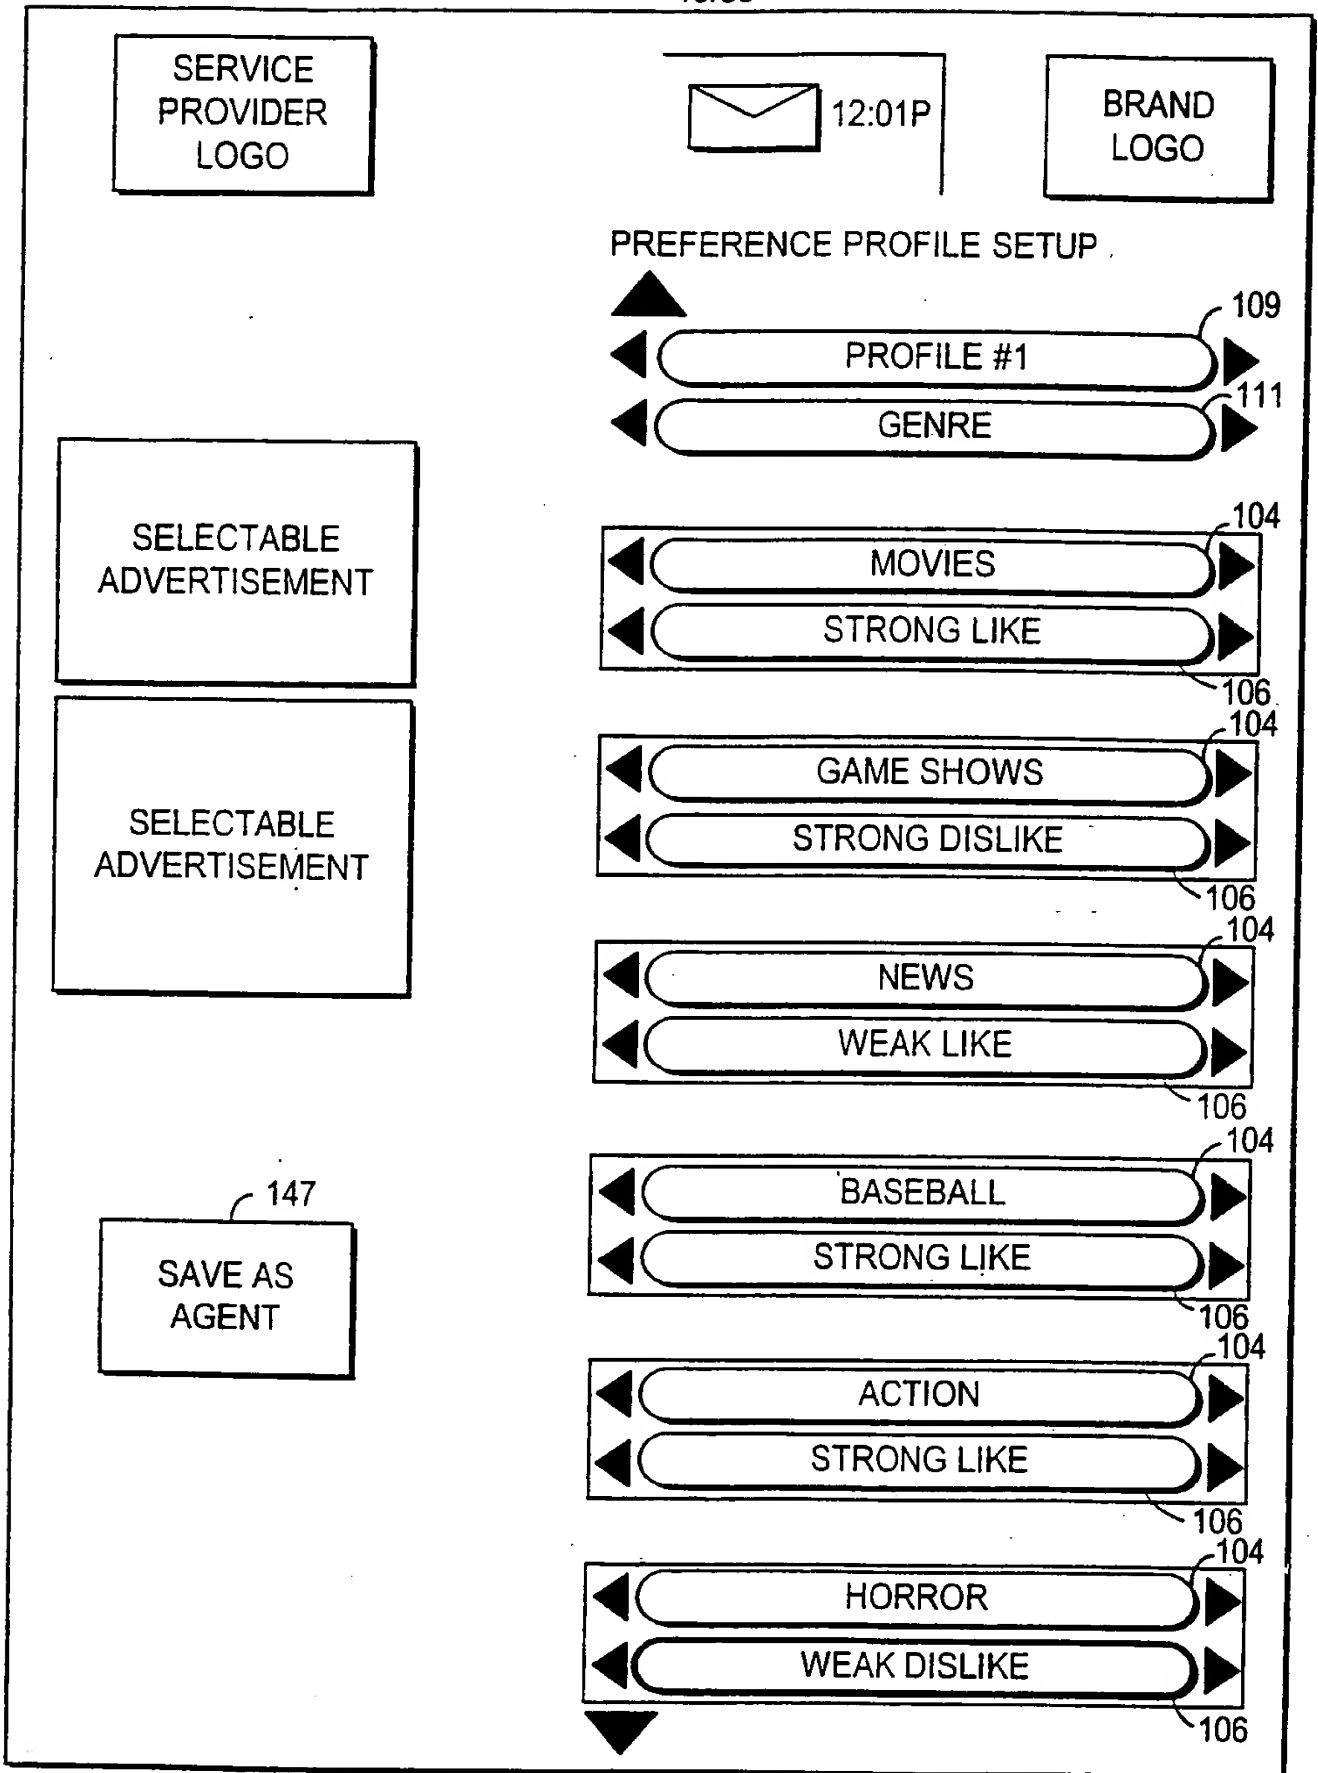 SERVICE
PROVIDER
LOGO
12:01P
BRAND
LOGO
PREFERENCE PROFILE SETUP
109
PROFILE #1
111
GENRE
SELECTABLE
ADVERTISEMENT
104
MOVIES
STRONG LIKE
106
SELECTABLE
ADVERTISEMENT
104
GAME SHOWS
STRONG DISLIKE
106
104
NEWS
WEAK LIKE
106
104
BASEBALL
147
SAVE AS
AGENT
STRONG LIKE
106
104
ACTION
STRONG LIKE
106
104
HORROR
WEAK DISLIKE
106